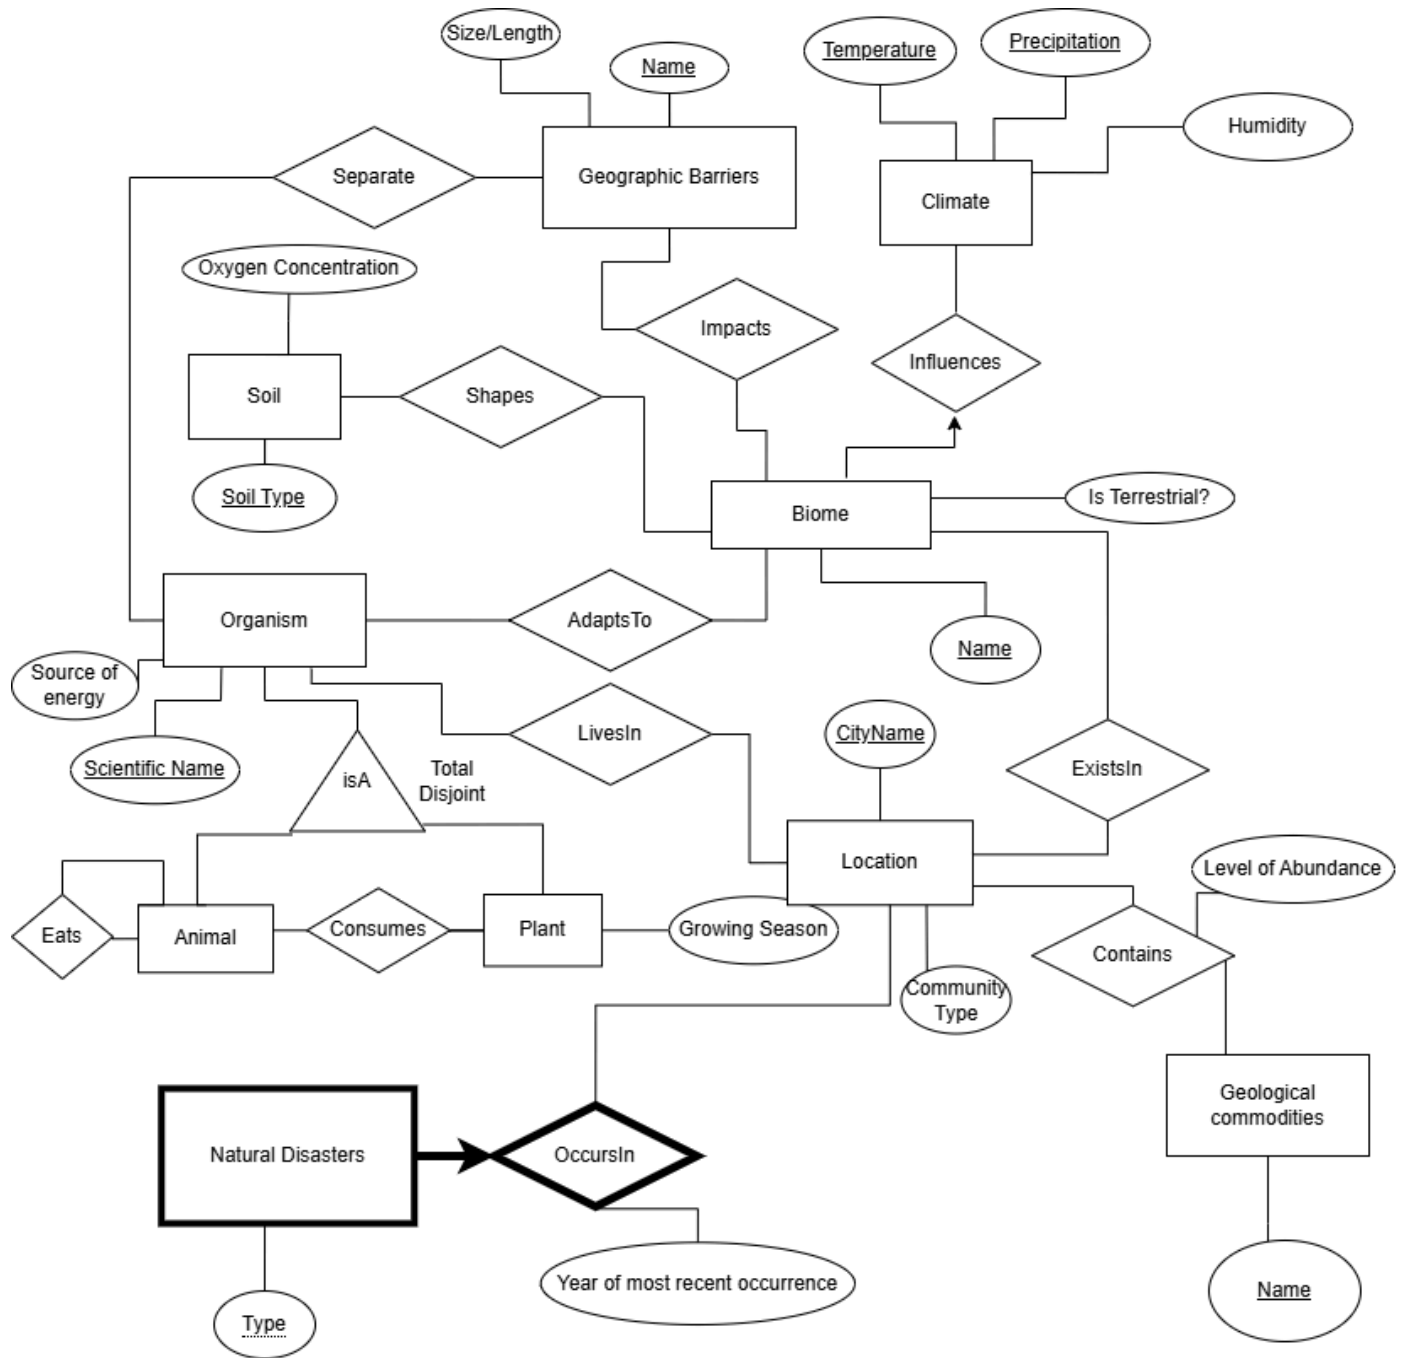 Size/Length
Name
Temperature
Precipitation
Humidity
Separate
Geographic Barriers
Climate
Oxygen Concentration
Impacts
Influences
Soil
Shapes
Soil Type
Biome
Is Terrestrial?
Organism
AdaptsTo
Name
Source of
energy
Scientific Name
isA
Total
Disjoint
LivesIn
CityName
ExistsIn
Location
Level of Abundance
Eats
Animal
Consumes
Plant
Growing Season
Contains
Community
Type
Geological
commodities
Natural Disasters
OccursIn
Year of most recent occurrence
Name
Type